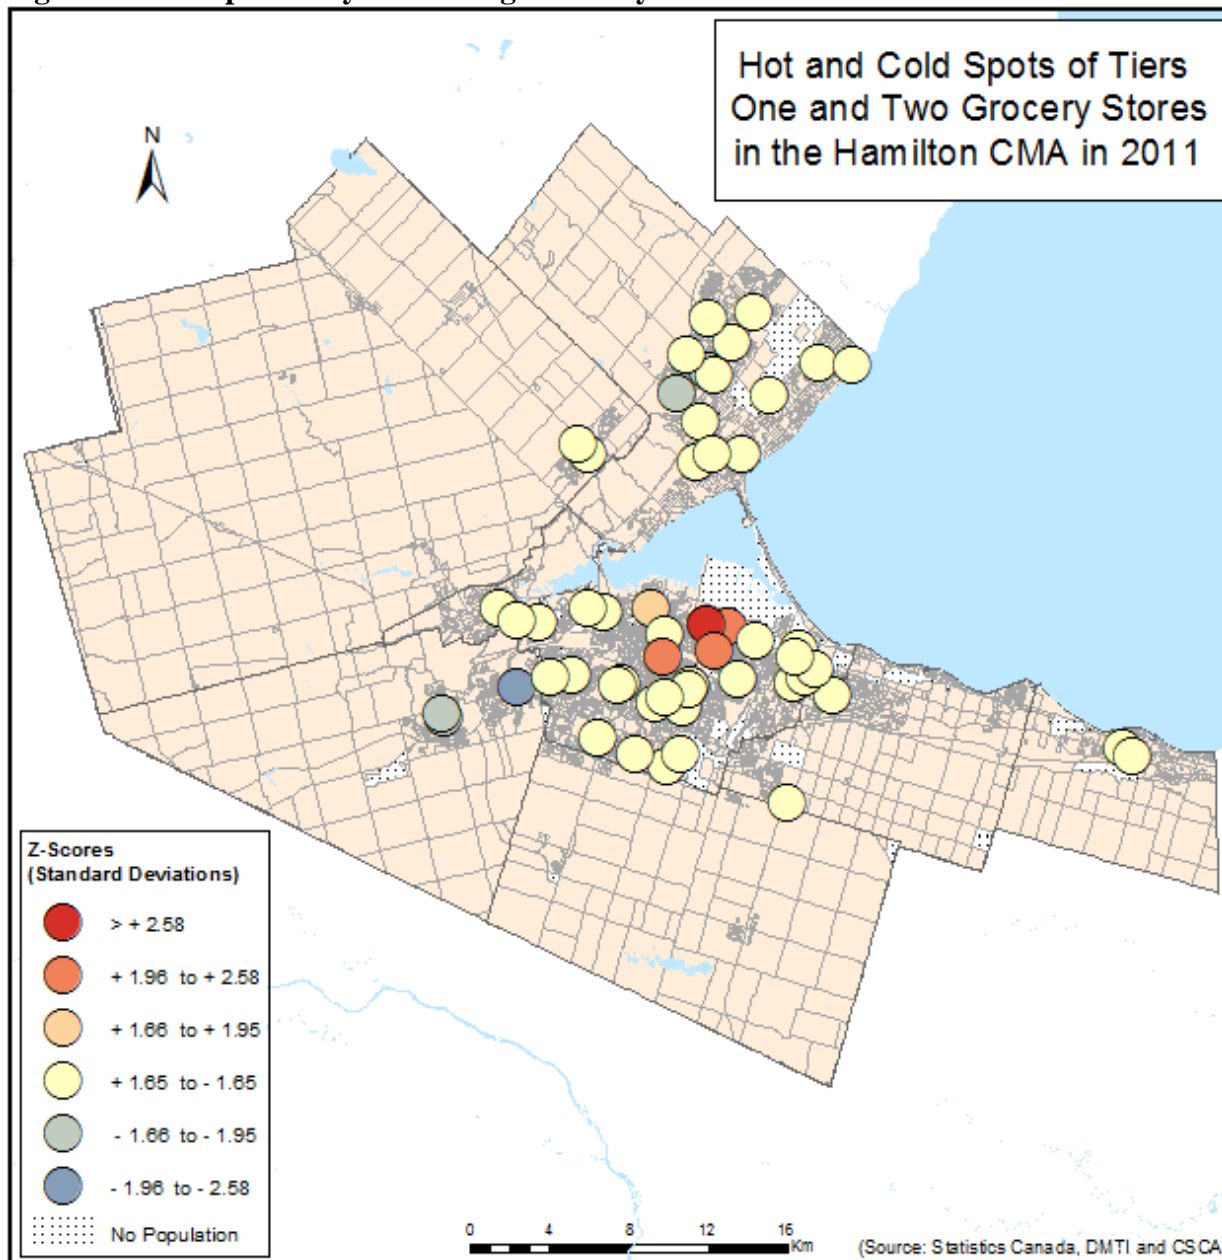 Hot and Cold Spots of Tiers
One and Two Grocery Stores
in the Hamilton CMA in 2011
N
Z-Scores
(Standard Deviations)
> + 2.58
+ 1.96 to + 2.58
+ 1.66 to + 1.95
+ 1.65 to - 1.65
- 1.66 to - 1.95
- 1.96 to - 2.58
No Population
0 4 8 12 16
Km
(Source: Statistics Canada, DMTI and CSCA